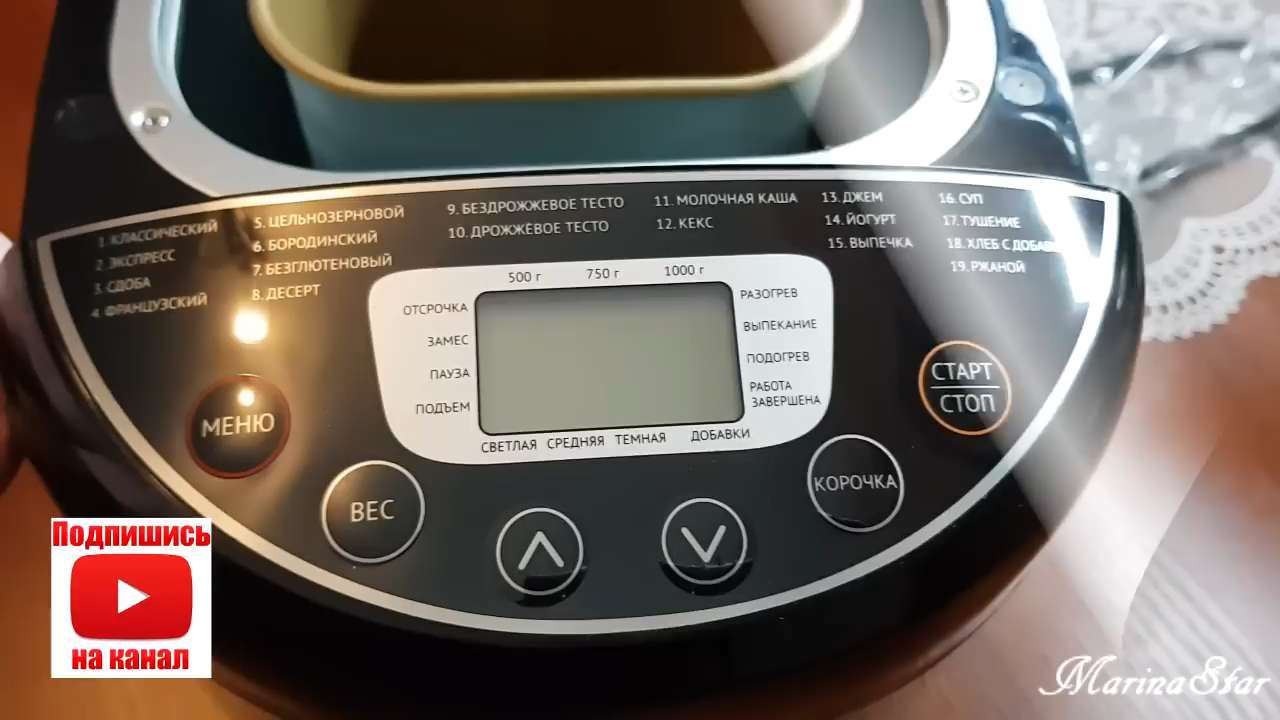 1. КЛАССИЧЕСКИЙ
2. ЭКСПРЕСС
3. СДОБА
4. ФРАНЦУЗСКИЙ
5. ЦЕЛЬНОЗЕРНОВОЙ
6. БОРОДИНСКИЙ
7. БЕЗГЛЮТЕНОВЫЙ
8. ДЕСЕРТ
9. БЕЗДРОЖЖЕВОЕ ТЕСТО
10. ДРОЖЖЕВОЕ ТЕСТО
11. МОЛОЧНАЯ КАША
12. КЕКС
13. ДЖЕМ
14. ЙОГУРТ
15. ВЫПЕЧКА
16. СУП
17. ТУШЕНИЕ
18. ХЛЕБ С
19. РЖАНОЙ
500 г 750 г 1000 г
ОТСРОЧКА
ЗАМЕС
ПАУЗА
ПОДЪЕМ
РАЗОГРЕВ
ВЫПЕКАНИЕ
ПОДОГРЕВ
РАБОТА
ЗАВЕРШЕНА
СВЕТЛАЯ СРЕДНЯЯ ТЕМНАЯ ДОБАВКИ
МЕНЮ
ВЕС
КОРОЧКА
СТАРТ
СТОП
Подпишись
на канал
MarinaStar